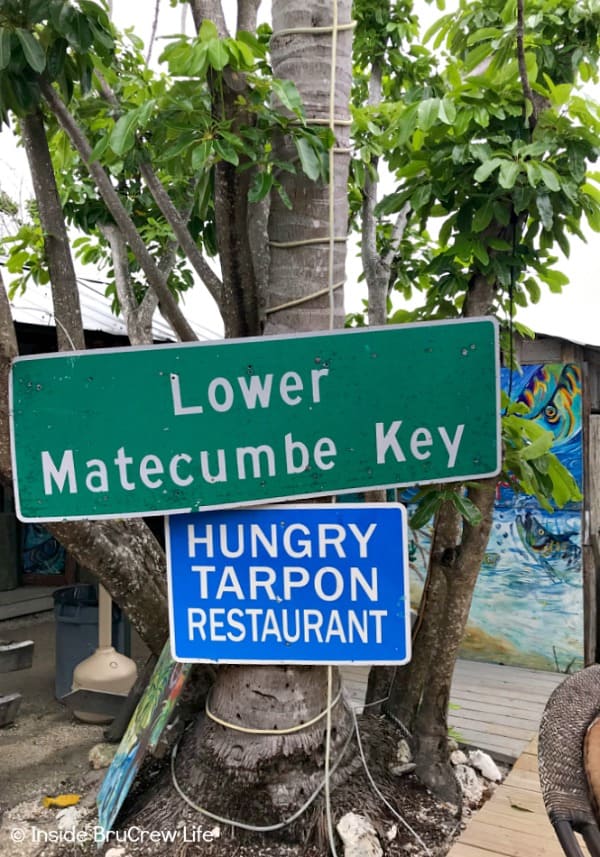 Lower
Matecumbe Key
HUNGRY
TARPON
RESTAURANT
© Inside BruCrew Life